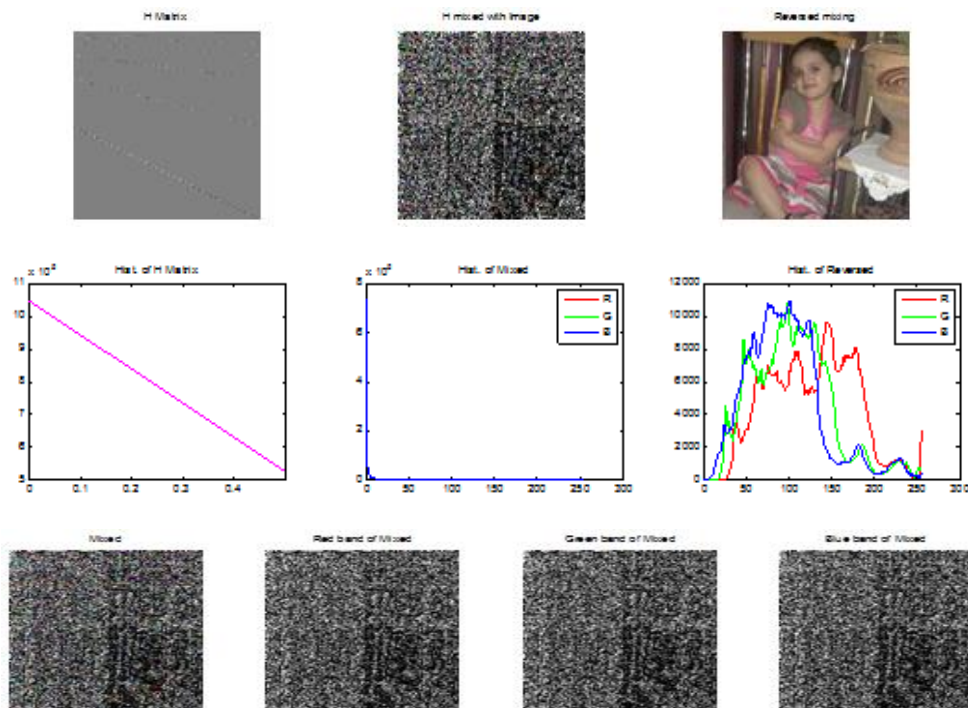 H Matrix
H mixed with Image
Reversed mixing
x 10⁵
Hist. of H Matrix
11
10
9
8
7
6
5
0
0.1
0.2
0.3
0.4
Hist. of Mixed
8
6
4
2
0
0
50
100
150
200
250
300
R
G
B
Hist. of Reversed
12000
10000
8000
6000
4000
2000
0
0
50
100
150
200
250
300
R
G
B
Mixed
Red band of Mixed
Green band of Mixed
Blue band of Mixed